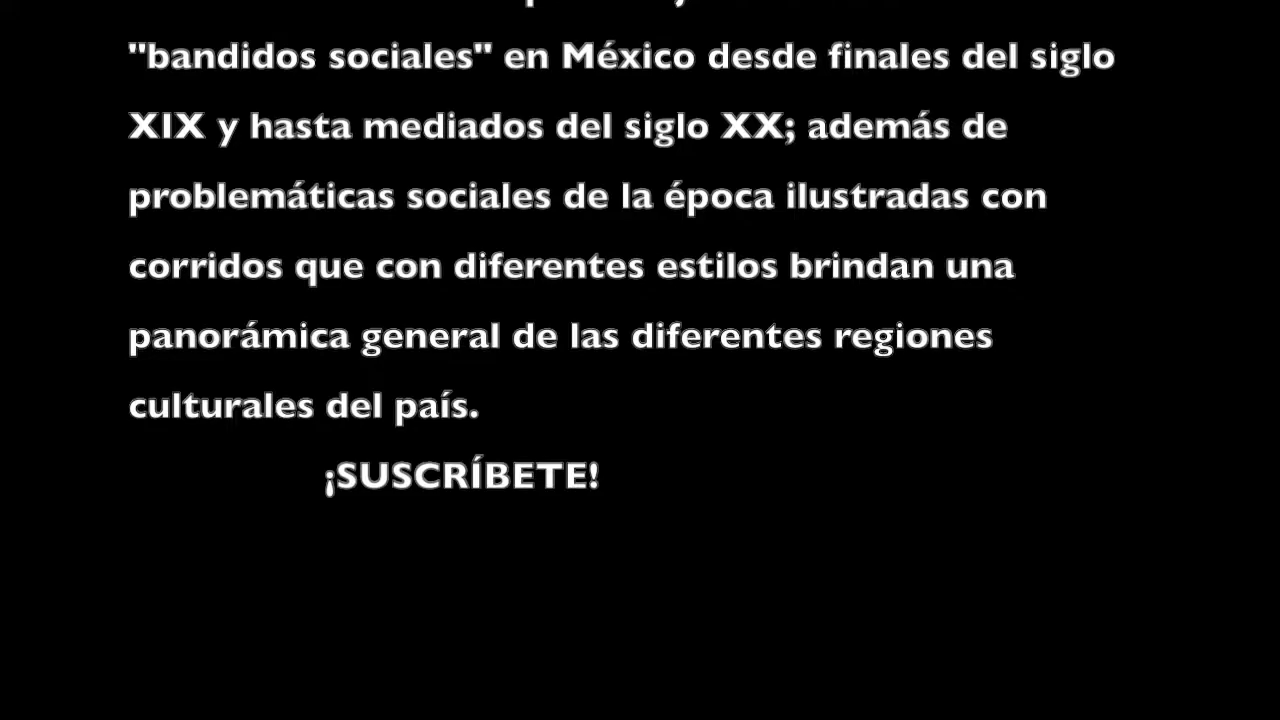 "bandidos sociales" en México desde finales del siglo
XIX y hasta mediados del siglo XX; además de
problemáticas sociales de la época ilustradas con
corridos que con diferentes estilos brindan una
panorámica general de las diferentes regiones
culturales del país.
¡SUSCRÍBETE!